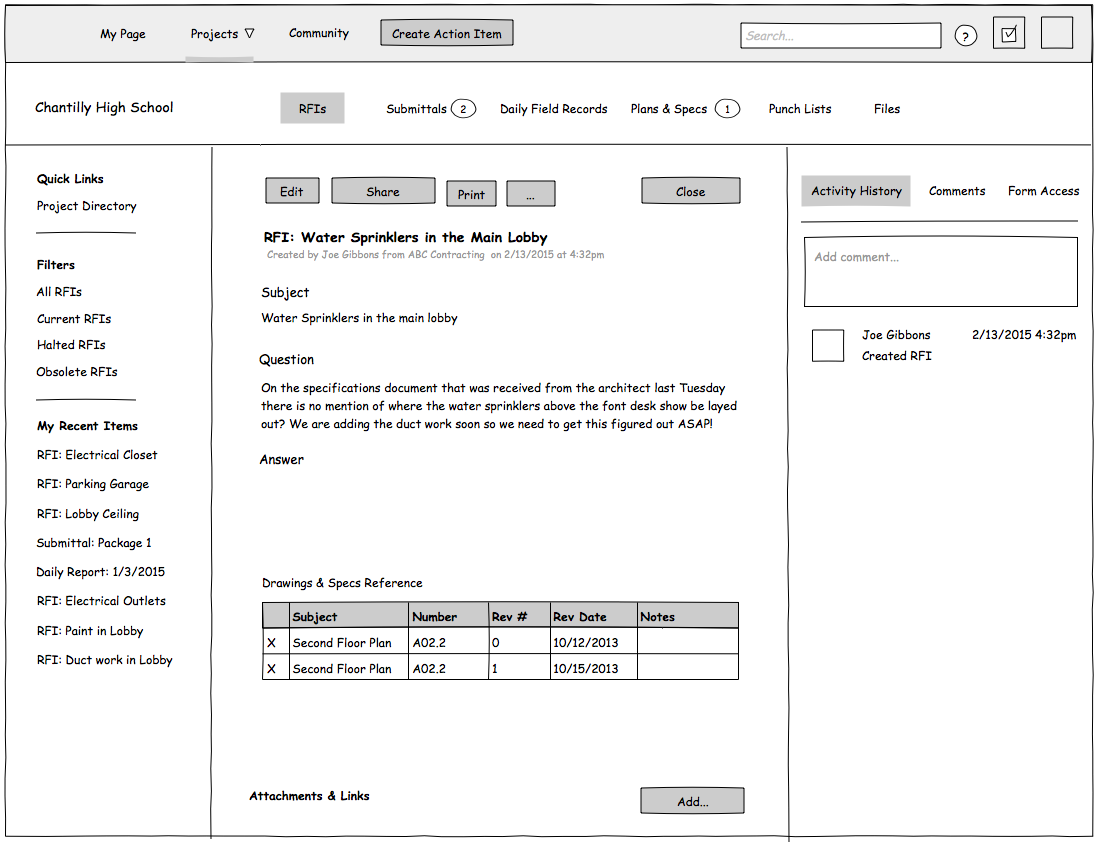 My Page
Projects ▽
Community
Create Action Item
Search...
?
Chantilly High School
RFIs
Submittals 2
Daily Field Records
Plans & Specs 1
Punch Lists
Files
Quick Links
Project Directory
Filters
All RFIs
Current RFIs
Halted RFIs
Obsolete RFIs
My Recent Items
RFI: Electrical Closet
RFI: Parking Garage
RFI: Lobby Ceiling
Submittal: Package 1
Daily Report: 1/3/2015
RFI: Electrical Outlets
RFI: Paint in Lobby
RFI: Duct work in Lobby
Edit
Share
Print
...
Close
RFI: Water Sprinklers in the Main Lobby
Created by Joe Gibbons from ABC Contracting on 2/13/2015 at 4:32pm
Subject
Water Sprinklers in the main lobby
Question
On the specifications document that was received from the architect last Tuesday
there is no mention of where the water sprinklers above the font desk show be layed
out? We are adding the duct work soon so we need to get this figured out ASAP!
Answer
Drawings & Specs Reference
Subject Number Rev # Rev Date Notes
X Second Floor Plan A02.2 0 10/12/2013
X Second Floor Plan A02.2 1 10/15/2013
Attachments & Links
Add...
Activity History
Comments
Form Access
Add comment...
Joe Gibbons 2/13/2015 4:32pm
Created RFI